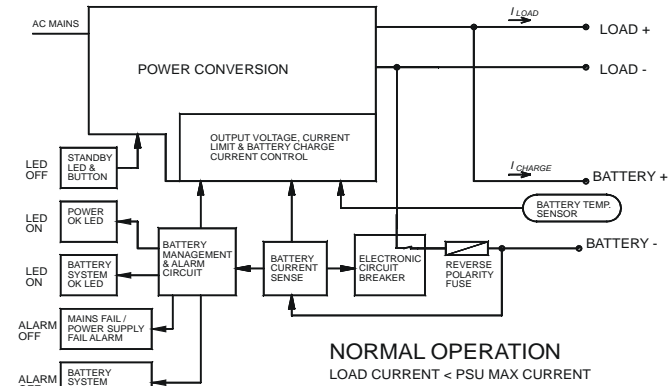 AC MAINS
I LOAD
LOAD +
LOAD -
POWER CONVERSION
OUTPUT VOLTAGE, CURRENT
LIMIT & BATTERY CHARGE
CURRENT CONTROL
LED
OFF
STANDBY
LED &
BUTTON
I CHARGE
BATTERY +
BATTERY TEMP.
SENSOR
LED
ON
POWER
OK LED
BATTERY -
LED
ON
BATTERY
SYSTEM
OK LED
BATTERY
MANAGEMENT
& ALARM
CIRCUIT
BATTERY
CURRENT
SENSE
ELECTRONIC
CIRCUIT
BREAKER
REVERSE
POLARITY
FUSE
ALARM
OFF
MAINS FAIL /
POWER SUPPLY
FAIL ALARM
NORMAL OPERATION
LOAD CURRENT < PSU MAX CURRENT
ALARM
BATTERY
SYSTEM